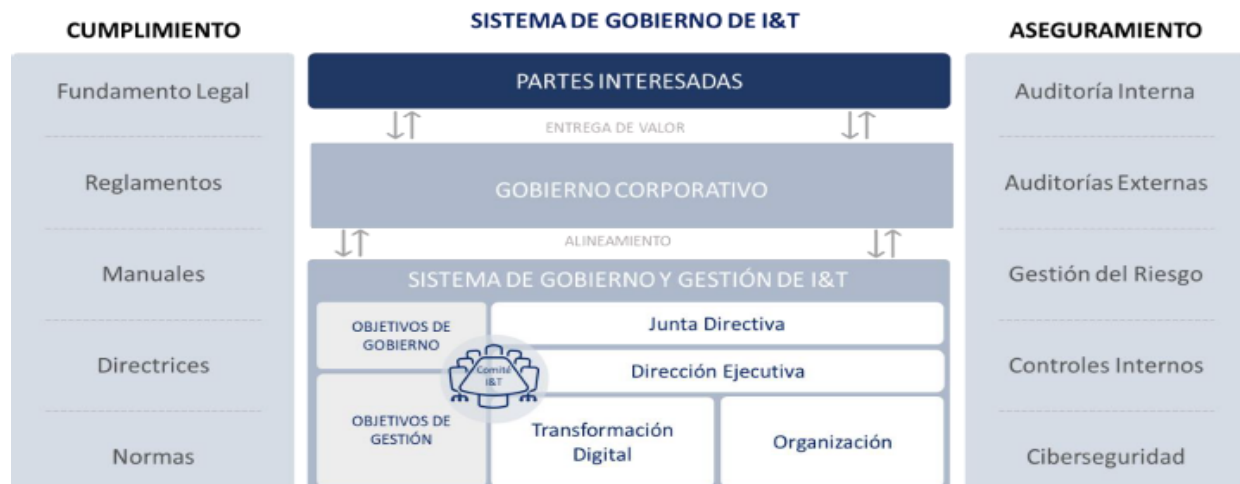 SISTEMA DE GOBIERNO DE I&T
CUMPLIMIENTO
Fundamento Legal
Reglamentos
Manuales
Directrices
Normas
PARTES INTERESADAS
ENTREGA DE VALOR
GOBIERNO CORPORATIVO
ALINEAMIENTO
SISTEMA DE GOBIERNO Y GESTIÓN DE I&T
OBJETIVOS DE
GOBIERNO
Junta Directiva
Comité
I&T
Dirección Ejecutiva
OBJETIVOS DE
GESTIÓN
Transformación
Digital
Organización
ASEGURAMIENTO
Auditoría Interna
Auditorías Externas
Gestión del Riesgo
Controles Internos
Ciberseguridad